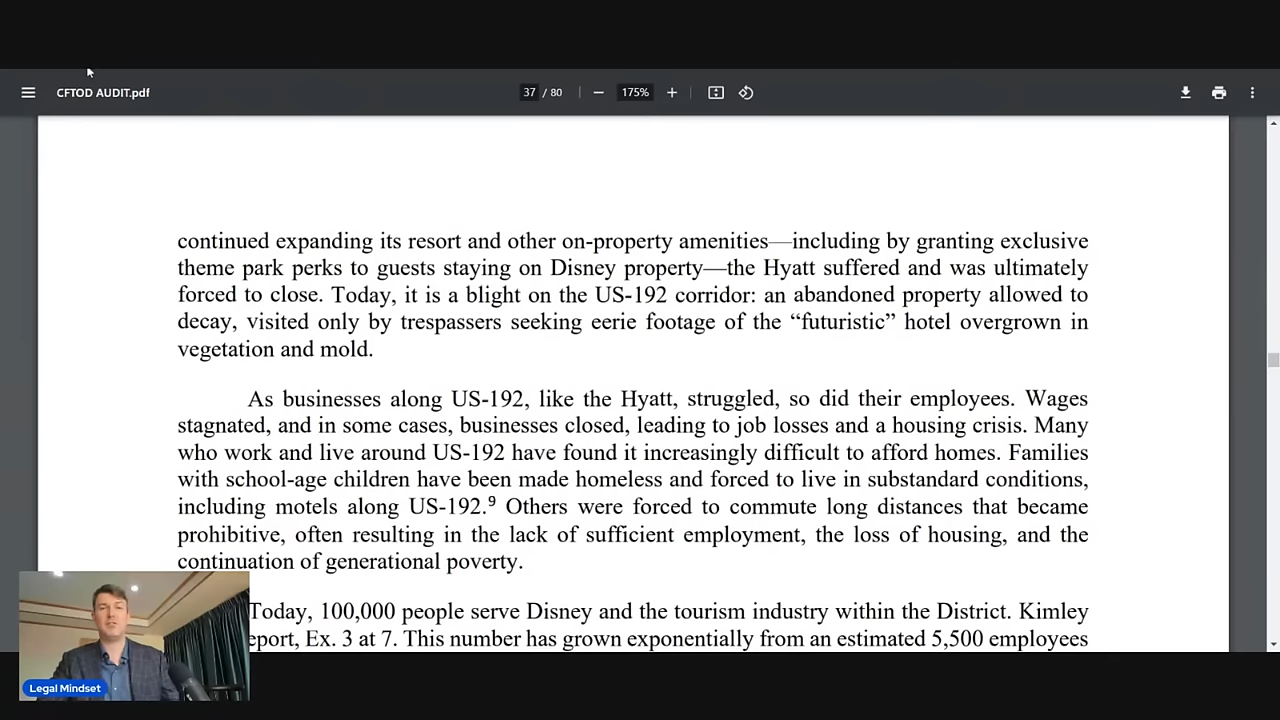 CFTOD AUDIT.pdf
37 / 80
175%
continued expanding its resort and other on-property amenities—including by granting exclusive
theme park perks to guests staying on Disney property—the Hyatt suffered and was ultimately
forced to close. Today, it is a blight on the US-192 corridor: an abandoned property allowed to
decay, visited only by trespassers seeking eerie footage of the “futuristic” hotel overgrown in
vegetation and mold.
As businesses along US-192, like the Hyatt, struggled, so did their employees. Wages
stagnated, and in some cases, businesses closed, leading to job losses and a housing crisis. Many
who work and live around US-192 have found it increasingly difficult to afford homes. Families
with school-age children have been made homeless and forced to live in substandard conditions,
including motels along US-192.⁹ Others were forced to commute long distances that became
prohibitive, often resulting in the lack of sufficient employment, the loss of housing, and the
continuation of generational poverty.
Today, 100,000 people serve Disney and the tourism industry within the District. Kimley
eport, Ex. 3 at 7. This number has grown exponentially from an estimated 5,500 employees
Legal Mindset